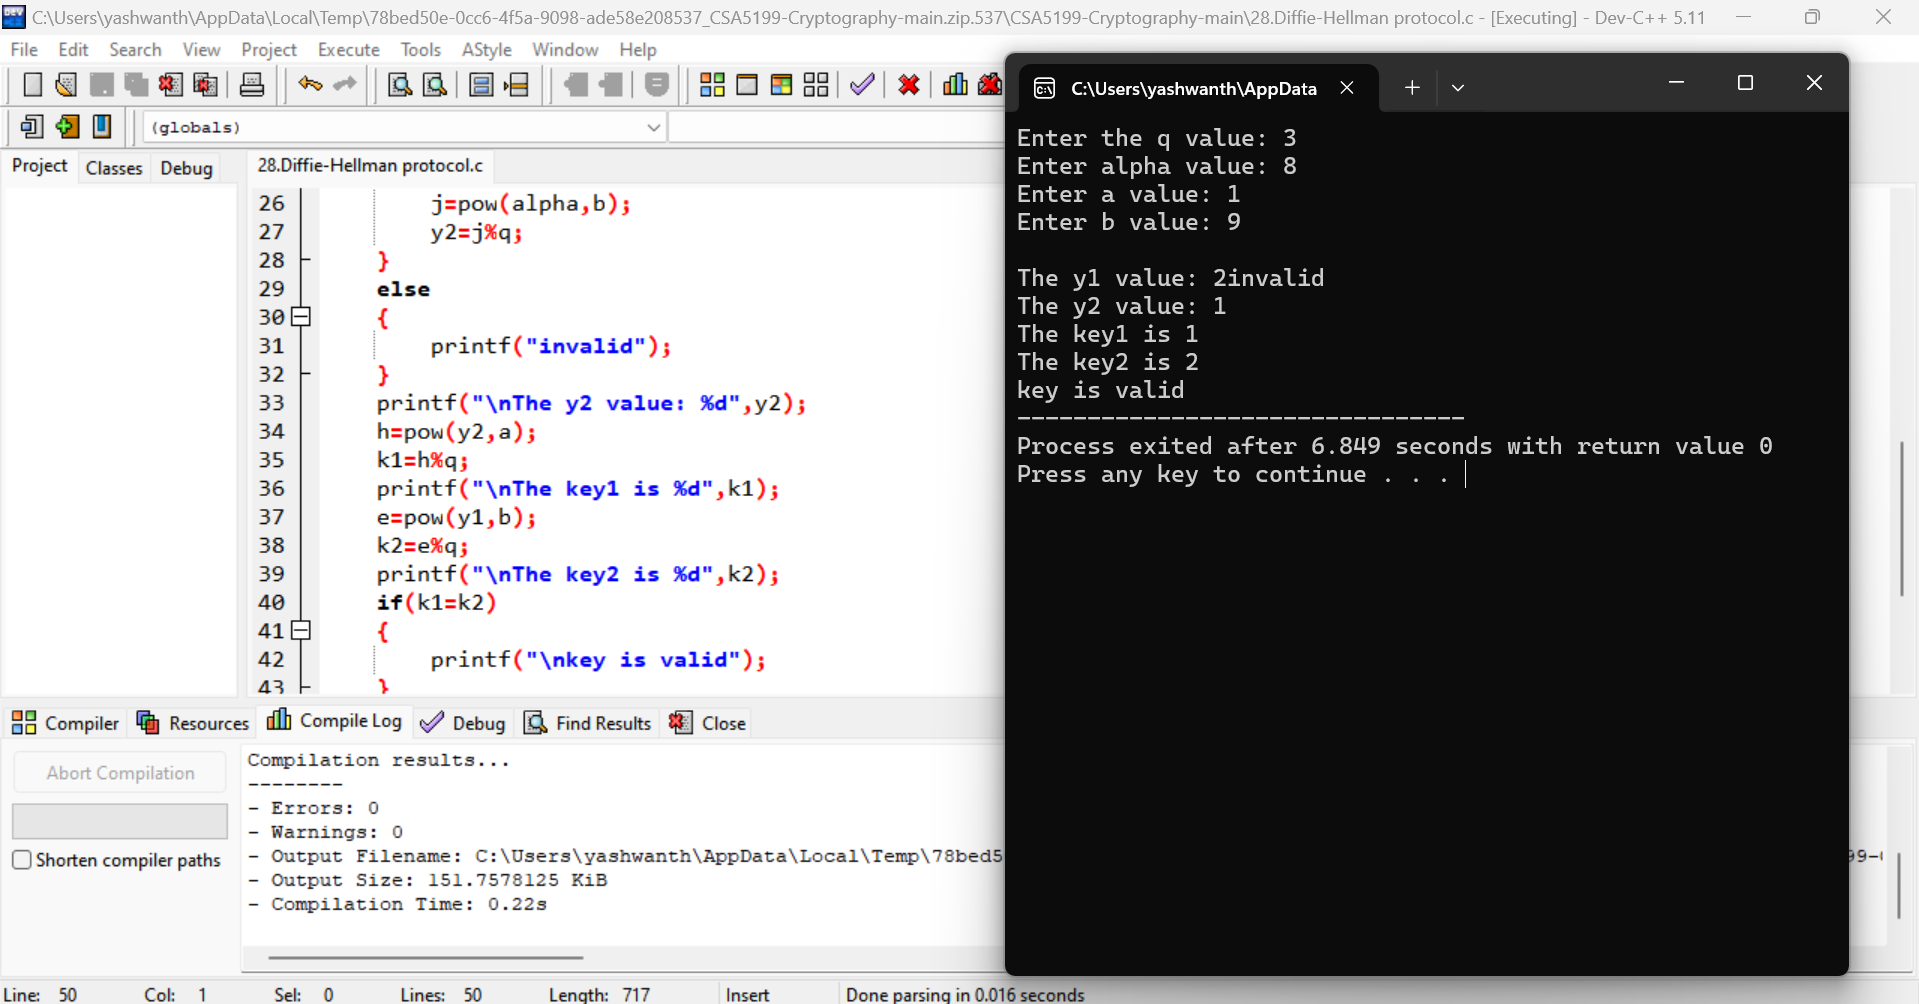 C:\Users\yashwanth\AppData\Local\Temp\78bed50e-0cc6-4f5a-9098-ade58e208537_CSA5199-Cryptography-main.zip.537\CSA5199-Cryptography-main\28.Diffie-Hellman protocol.c - [Executing] - Dev-C++ 5.11
File Edit Search View Project Execute Tools AStyle Window Help
(globals)
Project Classes Debug
28.Diffie-Hellman protocol.c
26 j=pow(alpha,b);
27 y2=j%q;
28 }
29 else
30 {
31 printf("invalid");
32 }
33 printf("\nThe y2 value: %d",y2);
34 h=pow(y2,a);
35 k1=h%q;
36 printf("\nThe key1 is %d",k1);
37 e=pow(y1,b);
38 k2=e%q;
39 printf("\nThe key2 is %d",k2);
40 if(k1=k2)
41 {
42 printf("\nkey is valid");
43 }
C:\Users\yashwanth\AppData
Enter the q value: 3
Enter alpha value: 8
Enter a value: 1
Enter b value: 9
The y1 value: 2invalid
The y2 value: 1
The key1 is 1
The key2 is 2
key is valid
--------------------------------
Process exited after 6.849 seconds with return value 0
Press any key to continue . . .
Compiler Resources Compile Log Debug Find Results Close
Abort Compilation
Shorten compiler paths
Compilation results...
--------
- Errors: 0
- Warnings: 0
- Output Filename: C:\Users\yashwanth\AppData\Local\Temp\78bed5
99-
- Output Size: 151.7578125 KiB
- Compilation Time: 0.22s
Line: 50 Col: 1 Sel: 0 Lines: 50 Length: 717 Insert Done parsing in 0.016 seconds